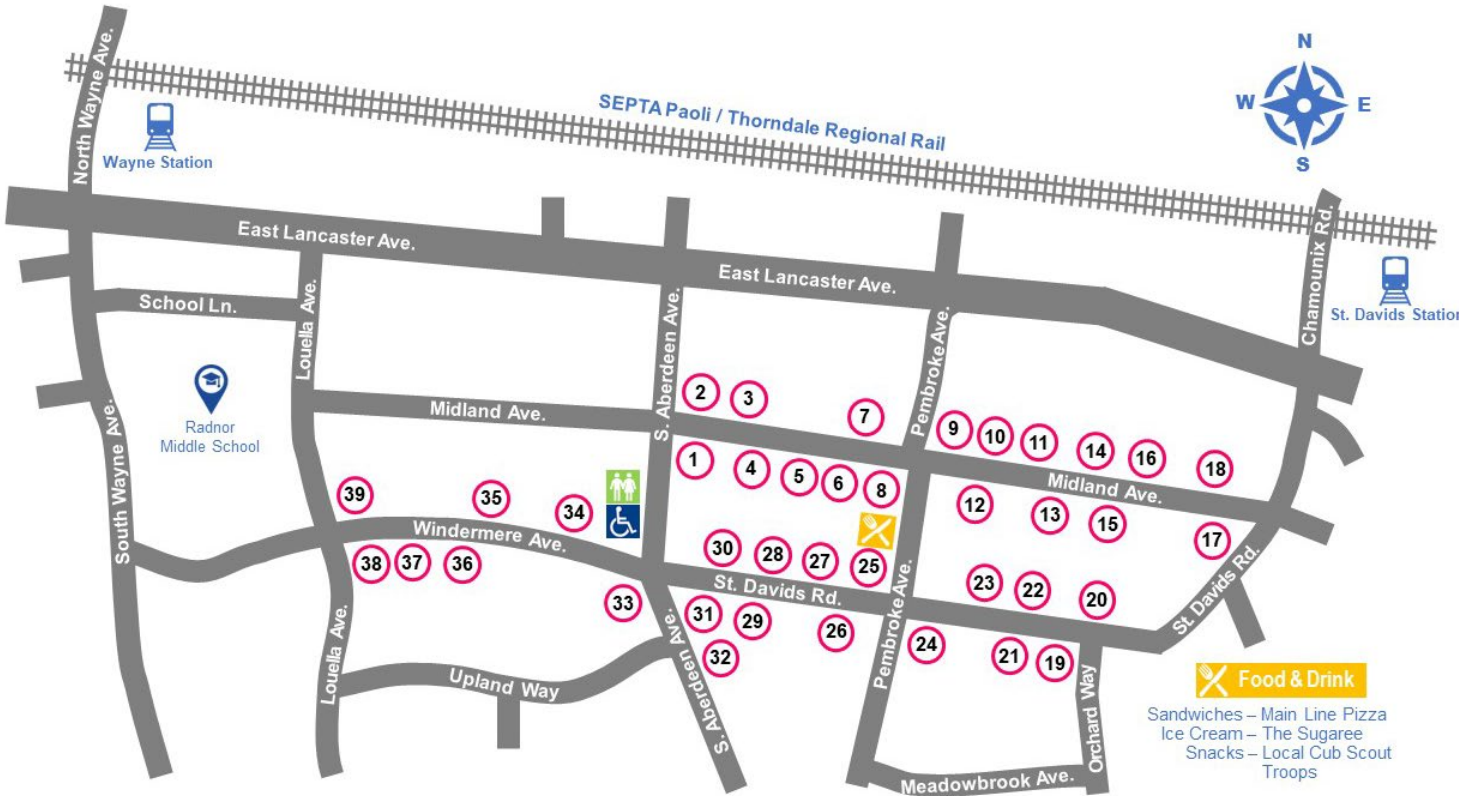 N
W E
S
SEPTA Paoli / Thorndale Regional Rail
North Wayne Ave.
Wayne Station
East Lancaster Ave.
East Lancaster Ave.
Chamounix Rd.
St. Davids Station
School Ln.
Louella Ave.
S. Aberdeen Ave.
Pembroke Ave.
Radnor
Middle School
South Wayne Ave.
Midland Ave.
2
3
7
9
10
11
14
16
18
1
4
5
6
8
Midland Ave.
12
13
15
17
39
35
34
Windermere Ave.
38
37
36
33
30
28
27
25
St. Davids Rd.
23
22
20
St. Davids Rd.
31
29
26
24
21
19
32
Louella Ave.
Upland Way
S. Aberdeen Ave.
Pembroke Ave.
Orchard Way
Meadowbrook Ave.
Food & Drink
Sandwiches – Main Line Pizza
Ice Cream – The Sugaree
Snacks – Local Cub Scout
Troops